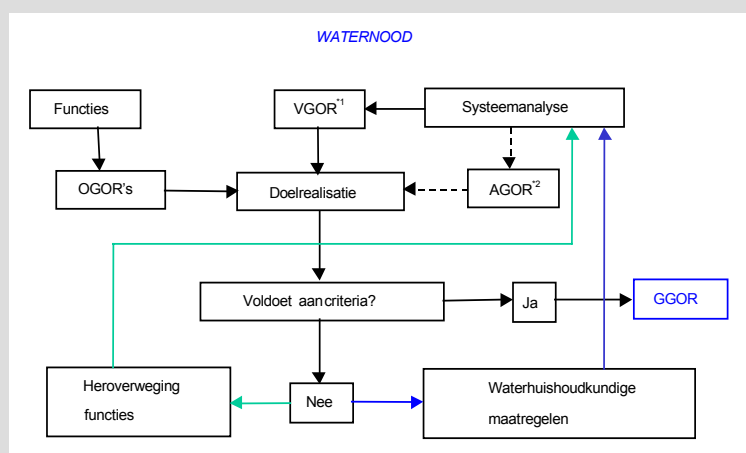 WATERNOOD
Functies
VGOR*1
Systeemanalyse
OGOR's
Doelrealisatie
AGOR*2
Voldoet aan criteria?
Ja
GGOR
Heroverweging
functies
Nee
Waterhuishoudkundige
maatregelen